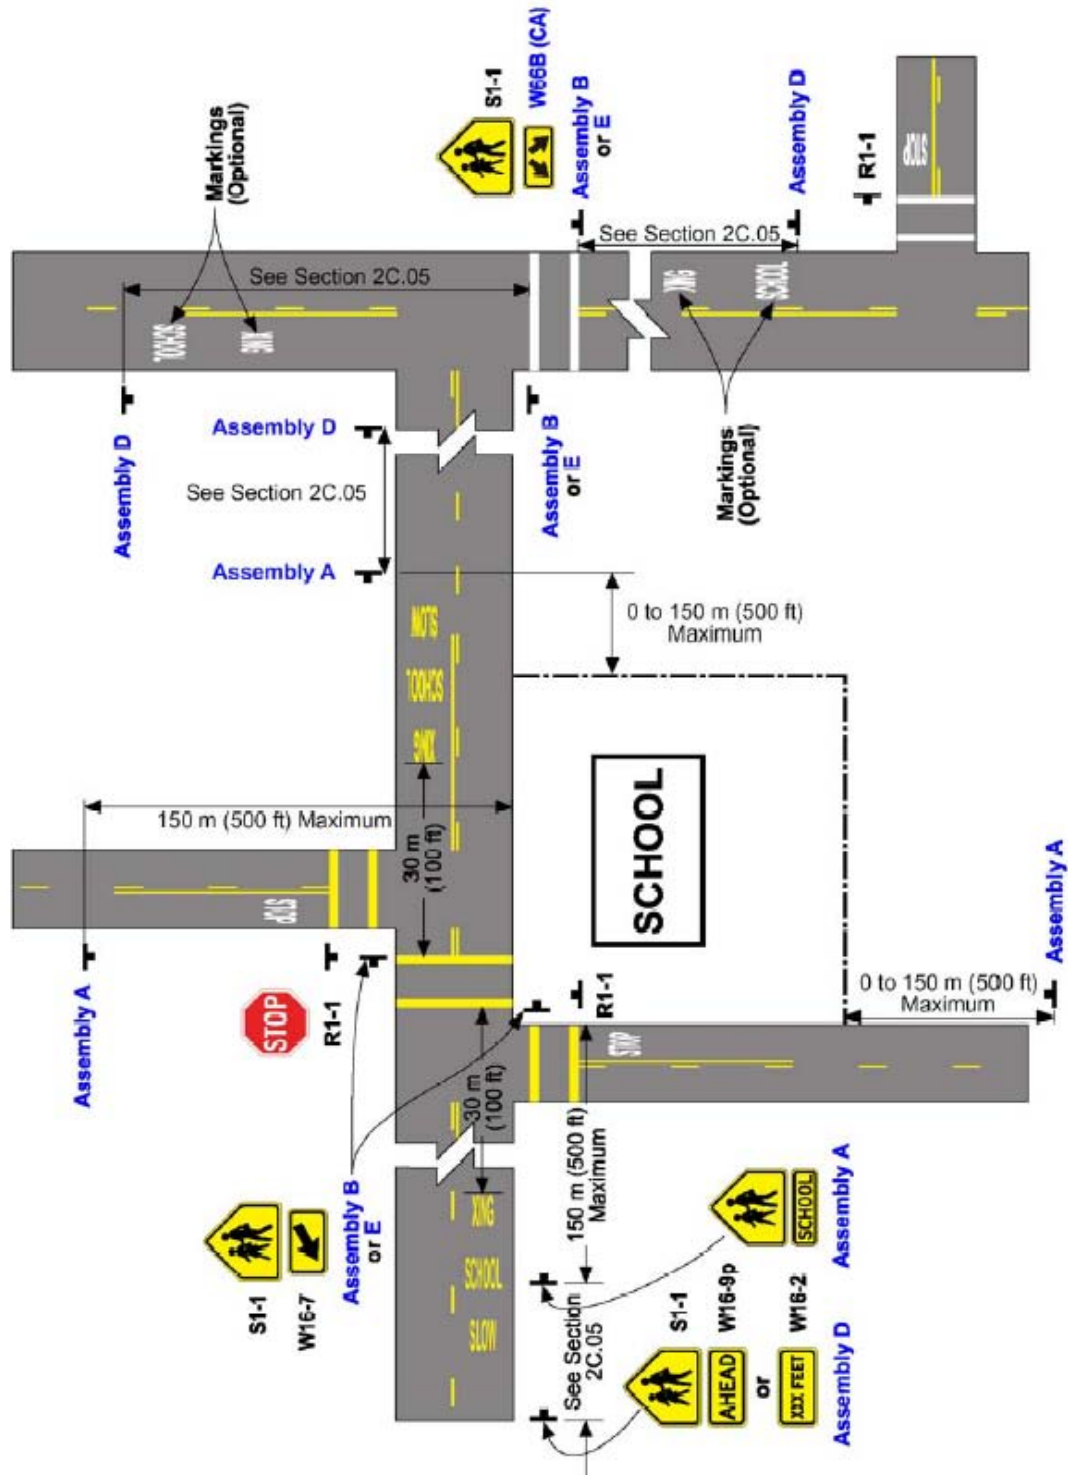 Markings
(Optional)
S1-1
W66B (CA)
Assembly B
or E
Assembly D
R1-1
STOP
See Section 2C.05
See Section 2C.05
SCHOOL
XING
XING
SCHOOL
Assembly D
Assembly D
See Section 2C.05
Assembly A
Assembly B
or E
Markings
(Optional)
SLOW
SCHOOL
XING
0 to 150 m (500 ft)
Maximum
150 m (500 ft) Maximum
30 m
(100 ft)
SCHOOL
STOP
Assembly A
STOP
R1-1
R1-1
STOP
0 to 150 m (500 ft)
Maximum
Assembly A
30 m
(100 ft)
150 m (500 ft)
Maximum
S1-1
W16-7
Assembly B
or E
XING
SCHOOL
SLOW
See Section
2C.05
SCHOOL
Assembly A
S1-1
AHEAD
W16-9p
or
XXX FEET
W16-2
Assembly D